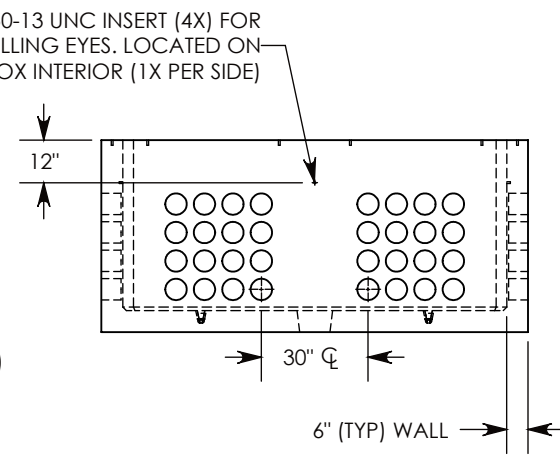 0-13 UNC INSERT (4X) FOR
LLING EYES. LOCATED ON
OX INTERIOR (1X PER SIDE)
12"
30" ℄
)
6" (TYP) WALL